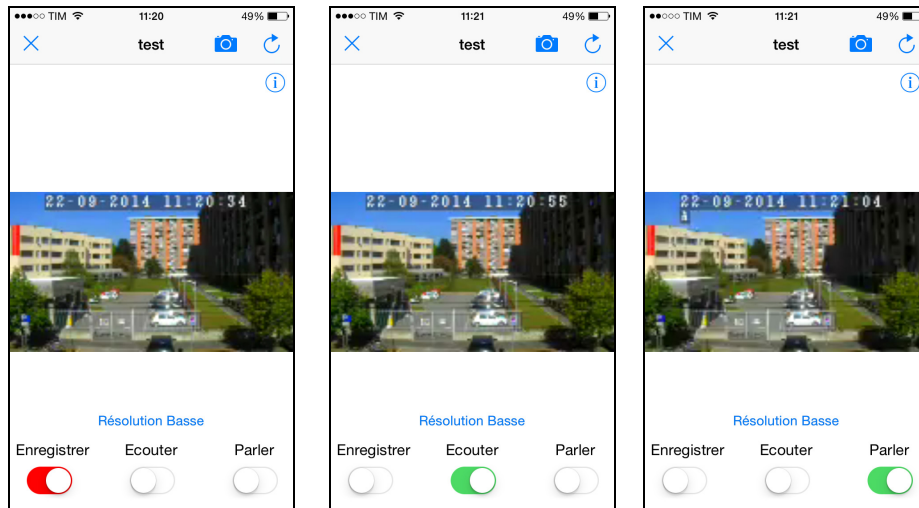 TIM 11:20 49%
test
22-09-2014 11:20:34
Résolution Basse
Enregistrer Ecouter Parler
TIM 11:21 49%
test
22-09-2014 11:20:55
Résolution Basse
Enregistrer Ecouter Parler
TIM 11:21 49%
test
22-09-2014 11:21:04
Résolution Basse
Enregistrer Ecouter Parler